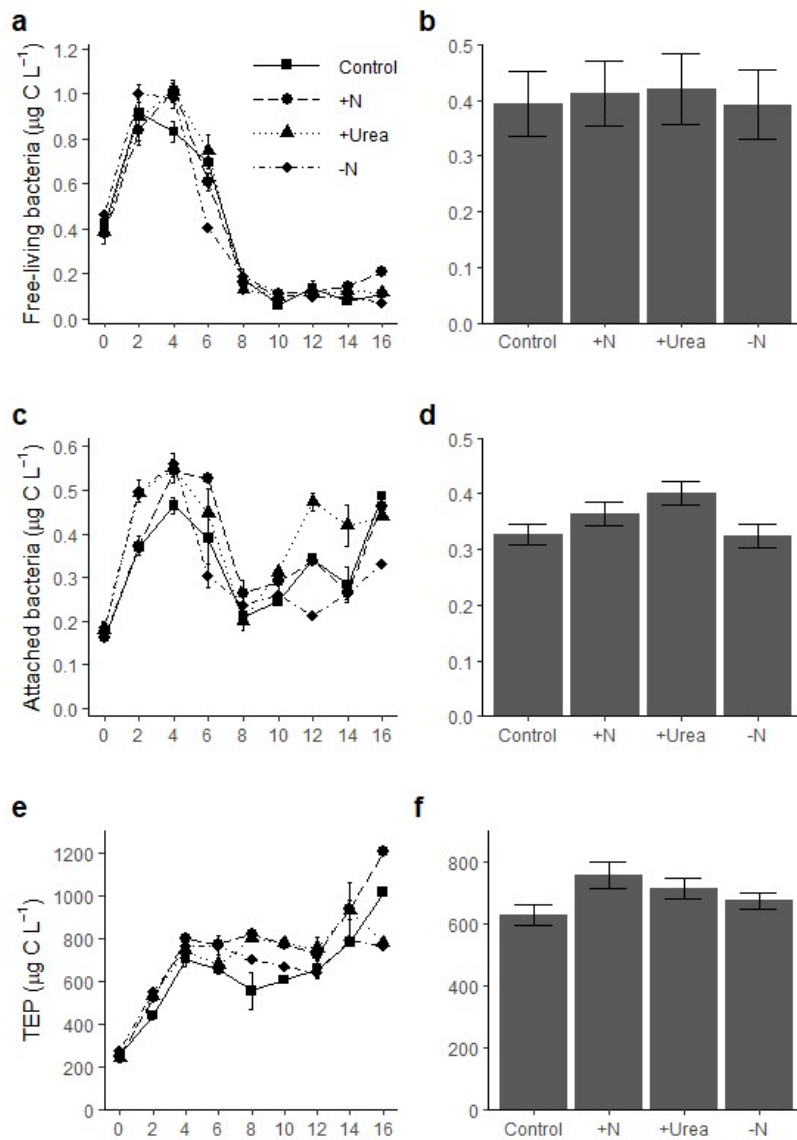 a
Free-living bacteria (µg C L⁻¹)
1.2
1.0
0.8
0.6
0.4
0.2
0.0
Control
+N
+Urea
-N
0 2 4 6 8 10 12 14 16
b
0.5
0.4
0.3
0.2
0.1
0.0
Control +N +Urea -N
c
Attached bacteria (µg C L⁻¹)
0.6
0.5
0.4
0.3
0.2
0.1
0.0
0 2 4 6 8 10 12 14 16
d
0.5
0.4
0.3
0.2
0.1
0.0
Control +N +Urea -N
e
TEP (µg C L⁻¹)
1200
1000
800
600
400
200
0
0 2 4 6 8 10 12 14 16
f
800
600
400
200
0
Control +N +Urea -N